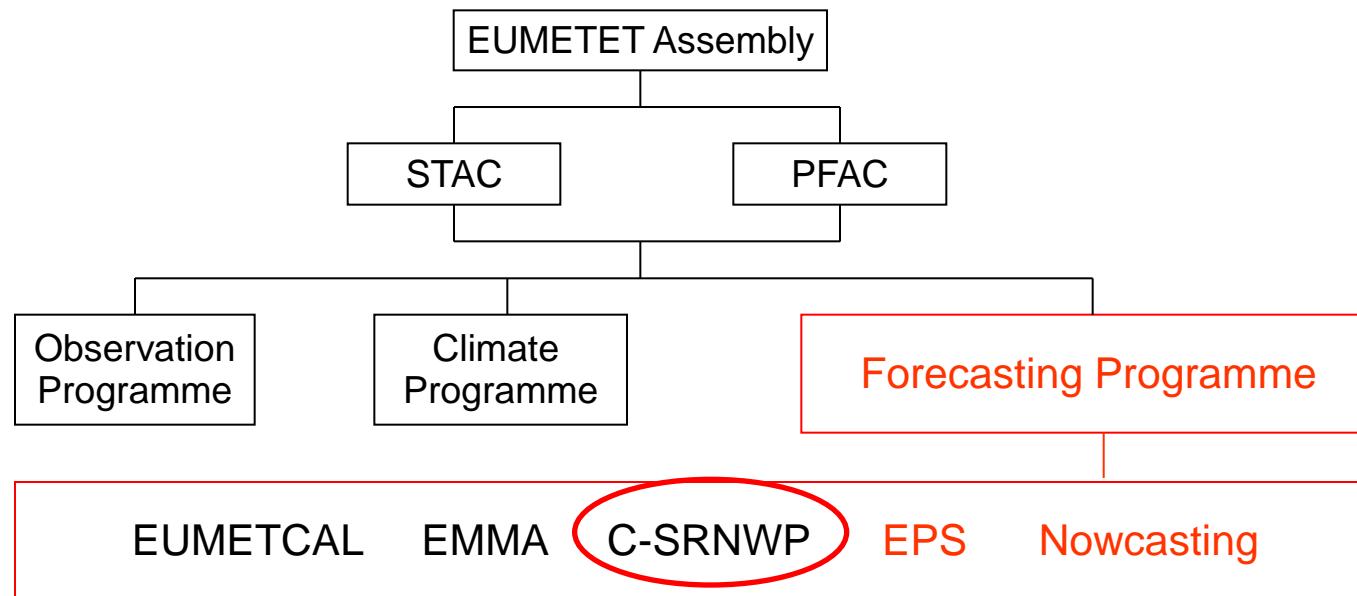 EUMETET Assembly
STAC
PFAC
Observation
Programme
Climate
Programme
Forecasting Programme
EUMETCAL EMMA C-SRNWP EPS Nowcasting